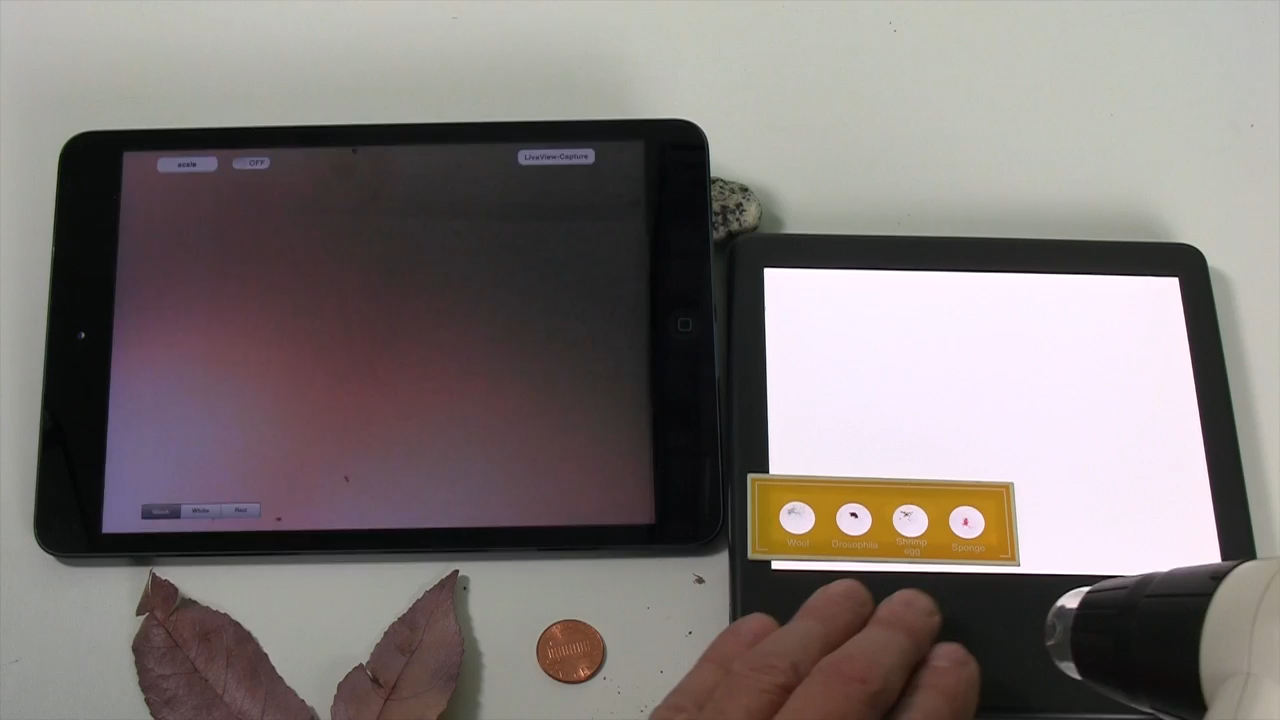 scale
OFF
LiveView-Capture
Black
White
Red
Wool
Drosophila
Shrimp
egg
Sponge